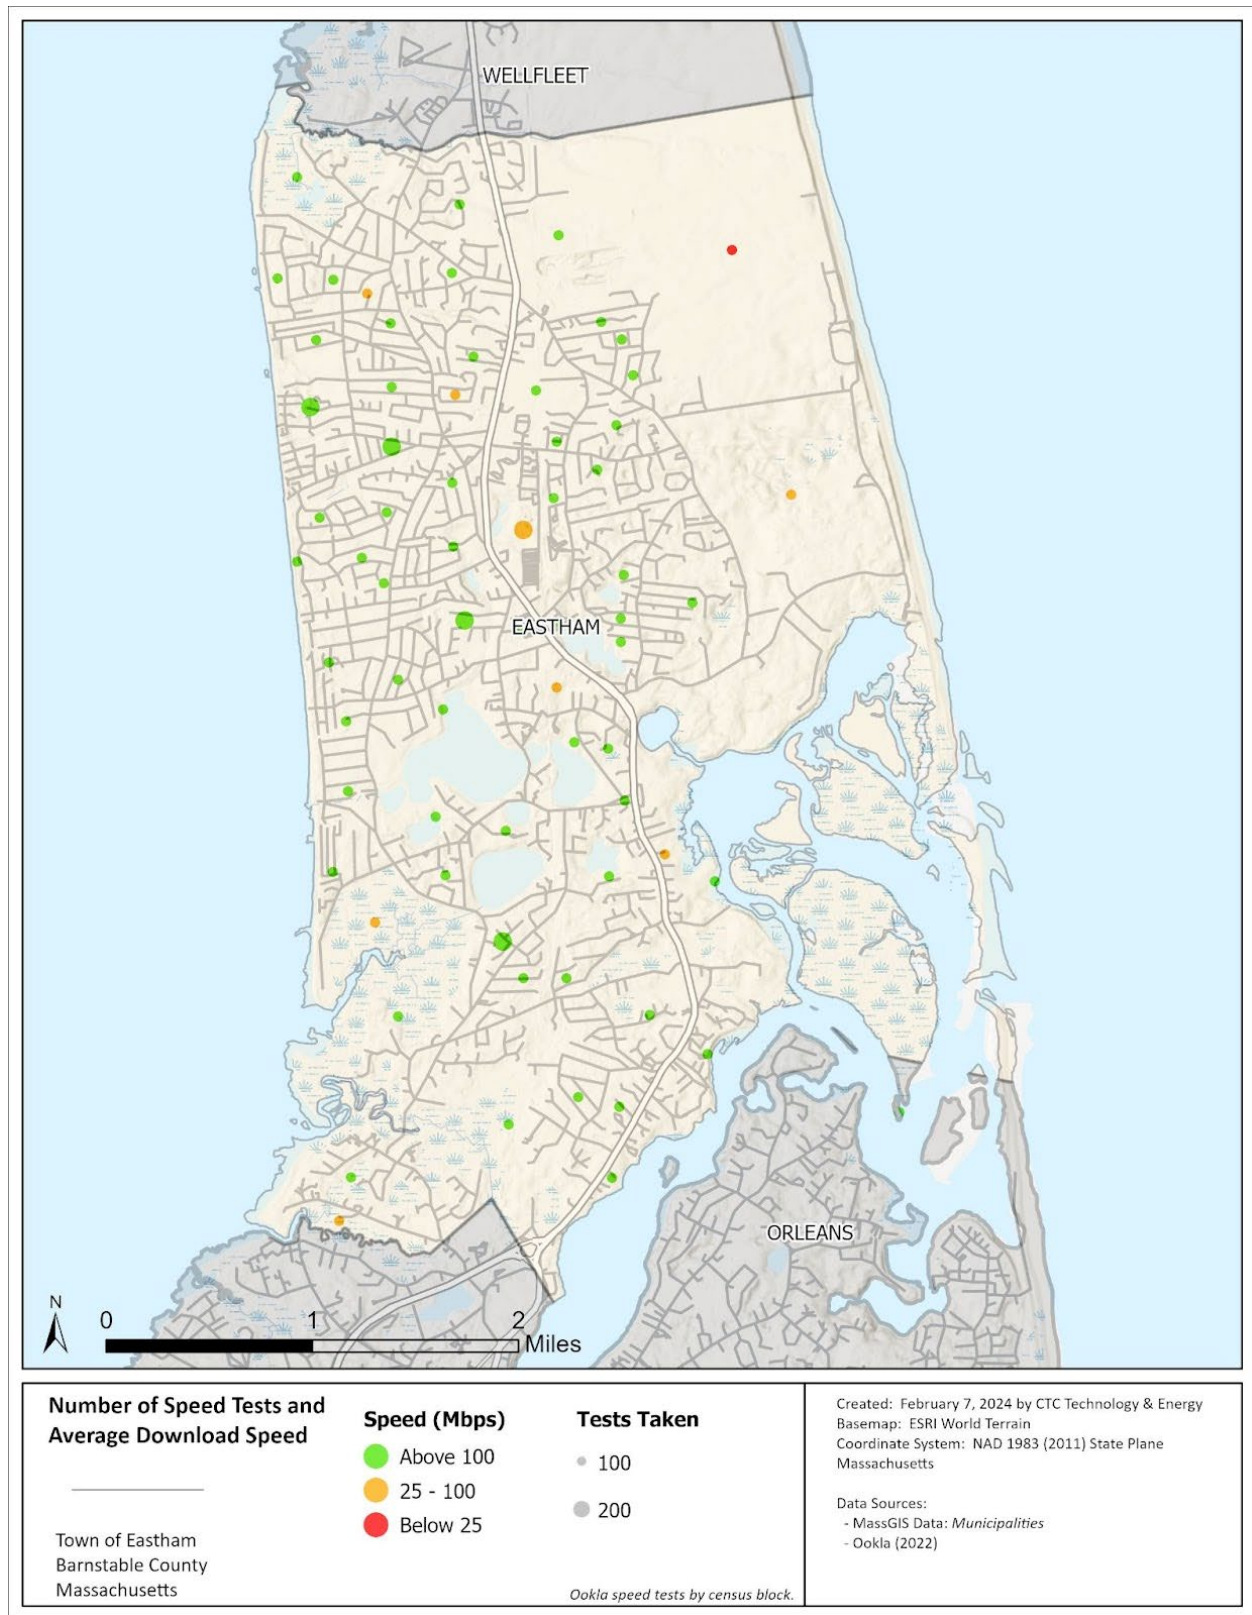 WELLFLEET
EASTHAM
ORLEANS
N
0 1 2
Miles
Number of Speed Tests and
Average Download Speed
Town of Eastham
Barnstable County
Massachusetts
Speed (Mbps)
Above 100
25 - 100
Below 25
Tests Taken
100
200
Ookla speed tests by census block.
Created: February 7, 2024 by CTC Technology & Energy
Basemap: ESRI World Terrain
Coordinate System: NAD 1983 (2011) State Plane
Massachusetts
Data Sources:
- MassGIS Data: Municipalities
- Ookla (2022)